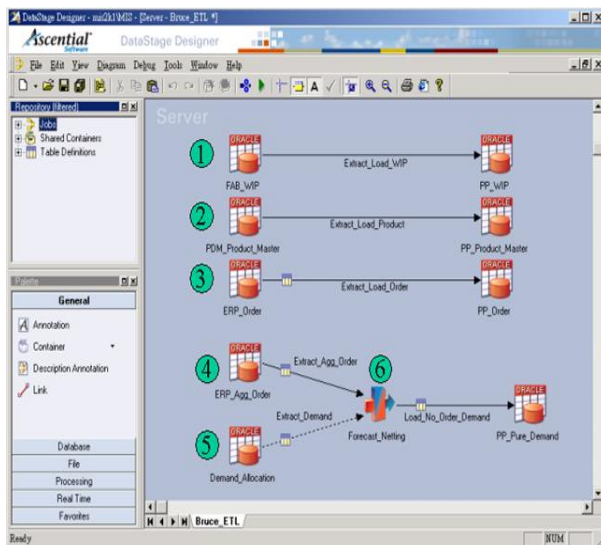 DataStage Designer - mis2k1\MIS - [Server - Bruce_ETL *]
Ascential
Software
DataStage Designer
File Edit View Diagram Debug Tools Window Help
Repository (filtered)
Jobs
Shared Containers
Table Definitions
Palette
General
Annotation
Container
Description Annotation
Link
Database
File
Processing
Real Time
Favorites
Server
1
ORACLE
ORACLE
Extract_Load_WIP
FAB_WIP
PP_WIP
2
ORACLE
ORACLE
Extract_Load_Product
PDM_Product_Master
PP_Product_Master
3
ORACLE
ORACLE
Extract_Load_Order
ERP_Order
PP_Order
4
ORACLE
Extract_Agg_Order
6
ERP_Agg_Order
ORACLE
Extract_Demand
Load_No_Order_Demand
5
ORACLE
Forecast_Netting
PP_Pure_Demand
Demand_Allocation
Bruce_ETL
Ready
NUM